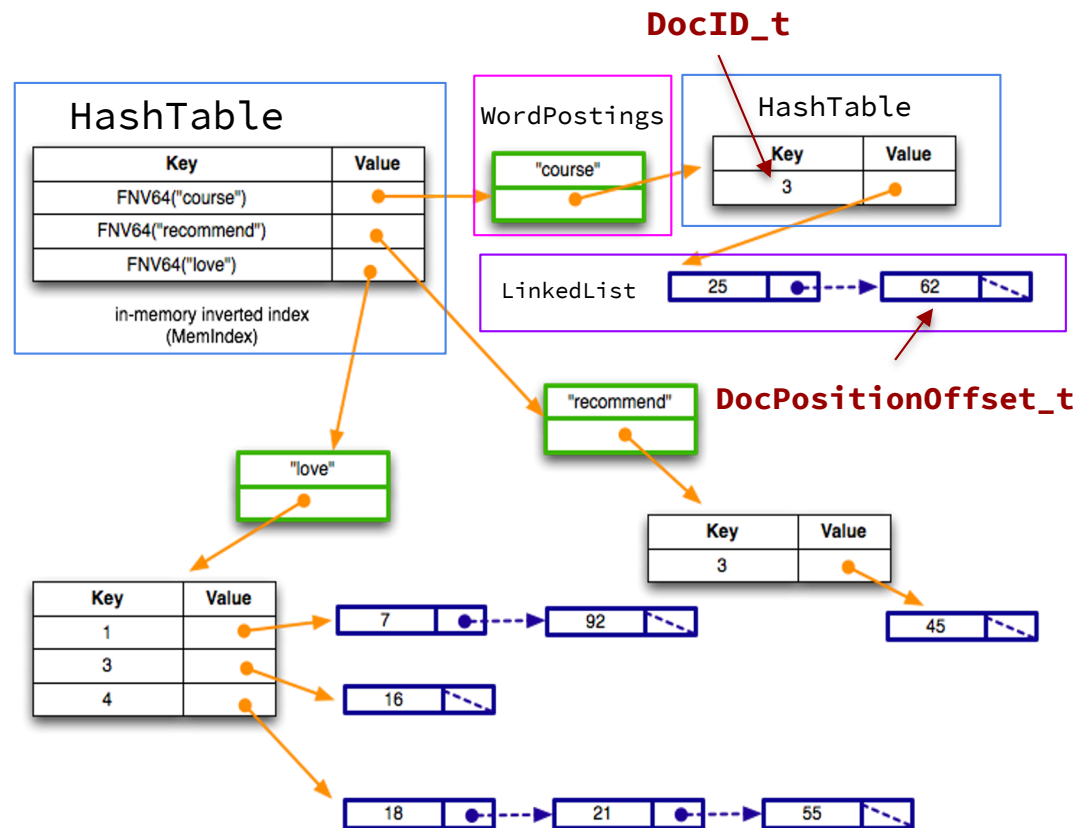 DocID_t
HashTable
Key Value
FNV64("course")
FNV64("recommend")
FNV64("love")
in-memory inverted index
(MemIndex)
WordPostings
"course"
HashTable
Key Value
3
LinkedList
25 62
DocPositionOffset_t
"recommend"
Key Value
3
45
"love"
Key Value
1
3
4
7 92
16
18 21 55